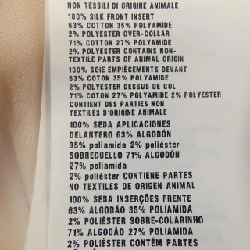 NON TESSILI DI ORIGINE ANIMALE
100% SILK FRONT INSERT
63% COTTON 35% POLYAMIDE
2% POLYESTER OVER-COLLAR
71% COTTON 27% POLYAMIDE
2% POLYESTER CONTAINS NON-
TEXTILE PARTS OF ANIMAL ORIGIN
100% SOIE EMPIÈCEMENTS DEVANT
63% COTON 35% POLYAMIDE
2% POLYESTER DESSUS DE COL
71% COTON 27% POLYAMIDE 2% POLYESTER
CONTIENT DES PARTIES NON
TEXTILES D'ORIGINE ANIMALE
100% SEDA APLICACIONES
DELANTERO 63% ALGODÓN
35% poliamida 2% poliéster
SOBRECUELLO 71% ALGODÓN
27% poliamida
2% poliéster CONTIENE PARTES
NO TEXTILES DE ORIGEN ANIMAL
100% SEDA INSERÇÕES FRENTE
63% ALGODÃO 35% POLIAMIDA
2% POLIÉSTER SOBRE-COLARINHO
71% ALGODÃO 27% POLIAMIDA
2% POLIÉSTER CONTÉM PARTES